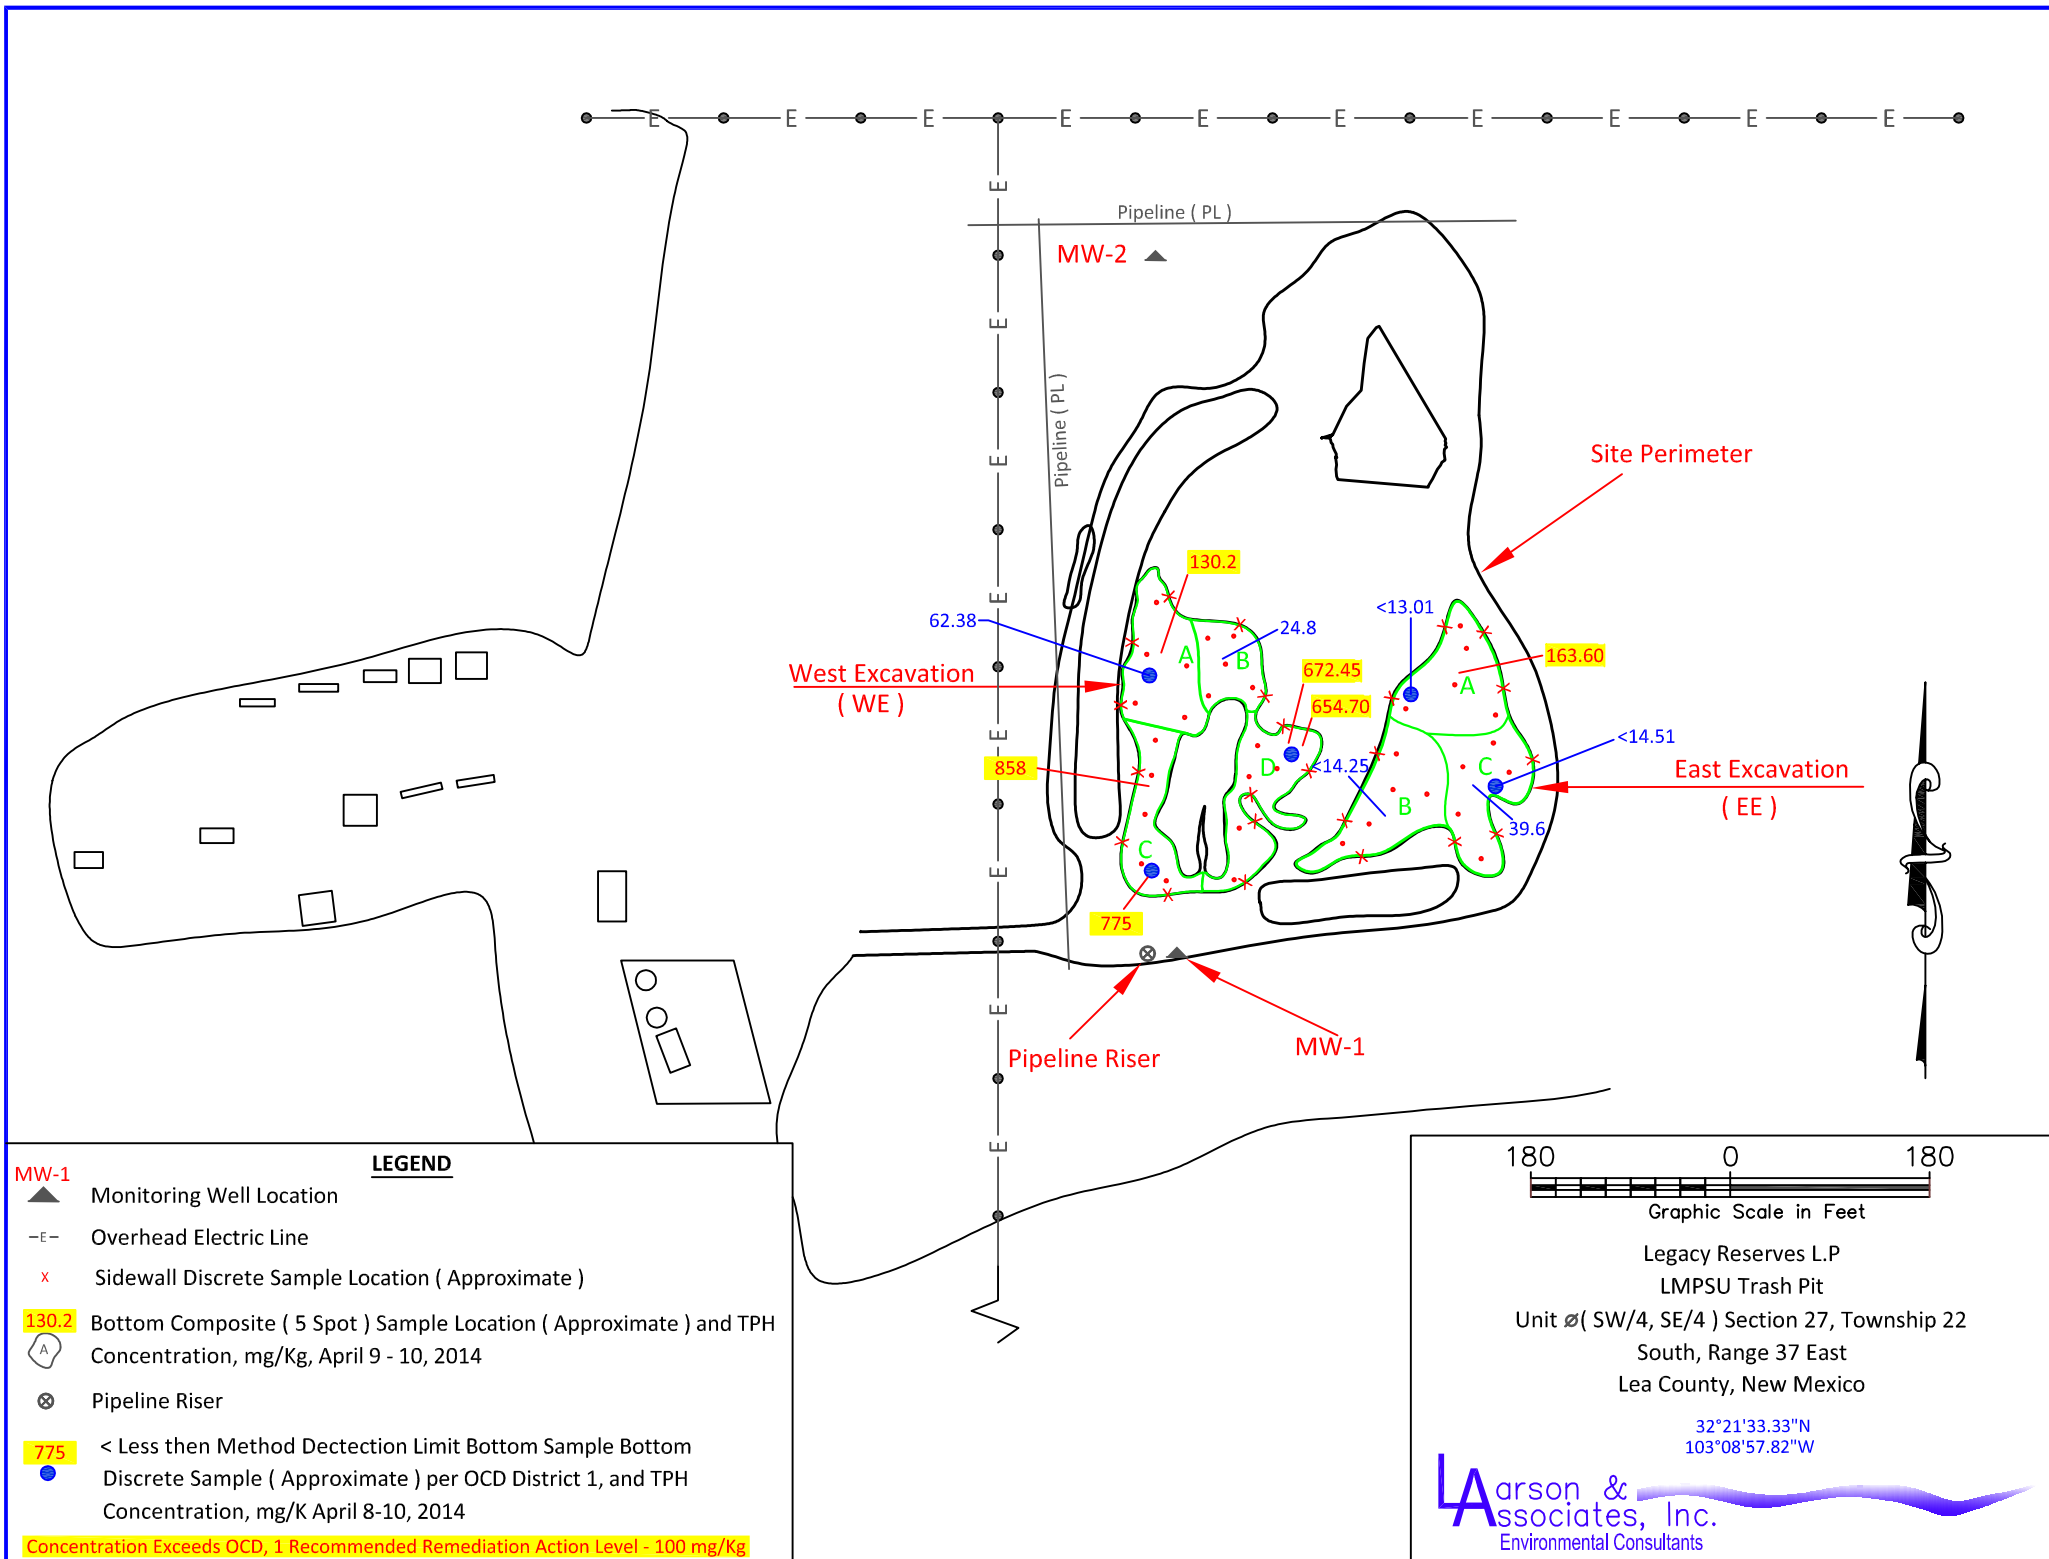 E E E E E E E E E E
E
Pipeline ( PL )
MW-2
E
Pipeline ( PL )
E
Site Perimeter
130.2
E
<13.01
62.38
24.8
163.60
A
B
672.45
West Excavation
( WE )
A
654.70
E
<14.51
858
D
<14.25
C
East Excavation
( EE )
B
39.6
C
E
775
E
MW-1
Pipeline Riser
E
LEGEND
MW-1
Monitoring Well Location
-E- Overhead Electric Line
x Sidewall Discrete Sample Location ( Approximate )
130.2 Bottom Composite ( 5 Spot ) Sample Location ( Approximate ) and TPH
A Concentration, mg/Kg, April 9 - 10, 2014
Pipeline Riser
775 < Less then Method Dectection Limit Bottom Sample Bottom
Discrete Sample ( Approximate ) per OCD District 1, and TPH
Concentration, mg/K April 8-10, 2014
Concentration Exceeds OCD, 1 Recommended Remediation Action Level - 100 mg/Kg
180 0 180
Graphic Scale in Feet
Legacy Reserves L.P
LMPSU Trash Pit
Unit ø( SW/4, SE/4 ) Section 27, Township 22
South, Range 37 East
Lea County, New Mexico
32°21'33.33"N
103°08'57.82"W
Larson &
Associates, Inc.
Environmental Consultants